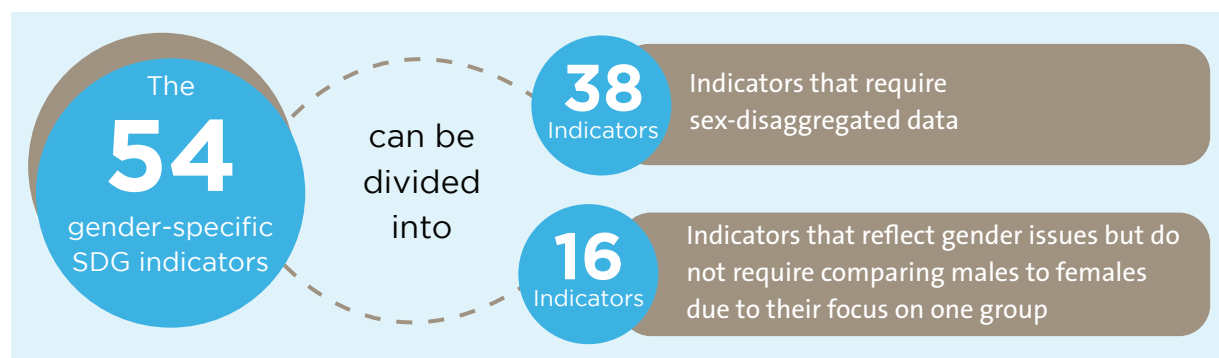 The
54
gender-specific
SDG indicators
can be
divided
into
38
Indicators
Indicators that require
sex-disaggregated data
16
Indicators
Indicators that reflect gender issues but do
not require comparing males to females
due to their focus on one group